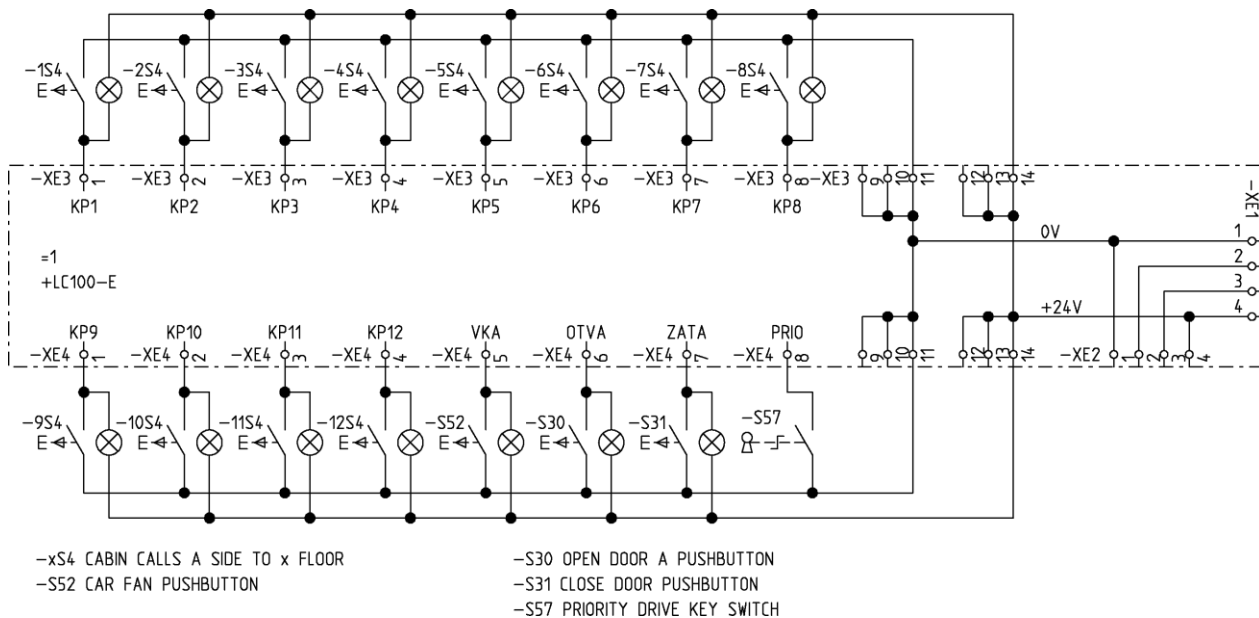 -1S4 -2S4 -3S4 -4S4 -5S4 -6S4 -7S4 -8S4
E E E E E E E E
-XE3 1 -XE3 2 -XE3 3 -XE3 4 -XE3 5 -XE3 6 -XE3 7 -XE3 8 -XE3 9 10 11 12 13 14
KP1 KP2 KP3 KP4 KP5 KP6 KP7 KP8
-XE1
0V 1
2
=1
+LC100-E
3
+24V 4
KP9 KP10 KP11 KP12 VKA OTVA ZATA PRIO
-XE4 1 -XE4 2 -XE4 3 -XE4 4 -XE4 5 -XE4 6 -XE4 7 -XE4 8 9 10 11 12 13 14 -XE2 1 2 3 4
-9S4 -10S4 -11S4 -12S4 -S52 -S30 -S31 -S57
E E E E E E E
-xS4 CABIN CALLS A SIDE TO x FLOOR
-S52 CAR FAN PUSHBUTTON
-S30 OPEN DOOR A PUSHBUTTON
-S31 CLOSE DOOR PUSHBUTTON
-S57 PRIORITY DRIVE KEY SWITCH